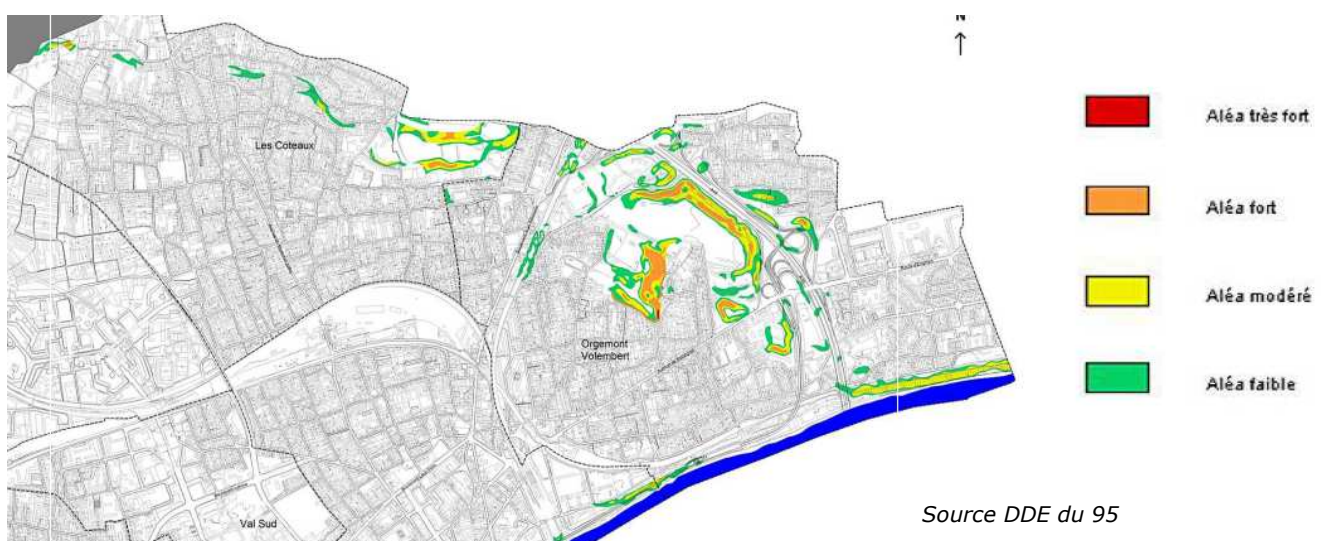 N
Aléa très fort
Les Coteaux
Aléa fort
Aléa modéré
Orgemont
Volembert
Aléa faible
Source DDE du 95
Val Sud